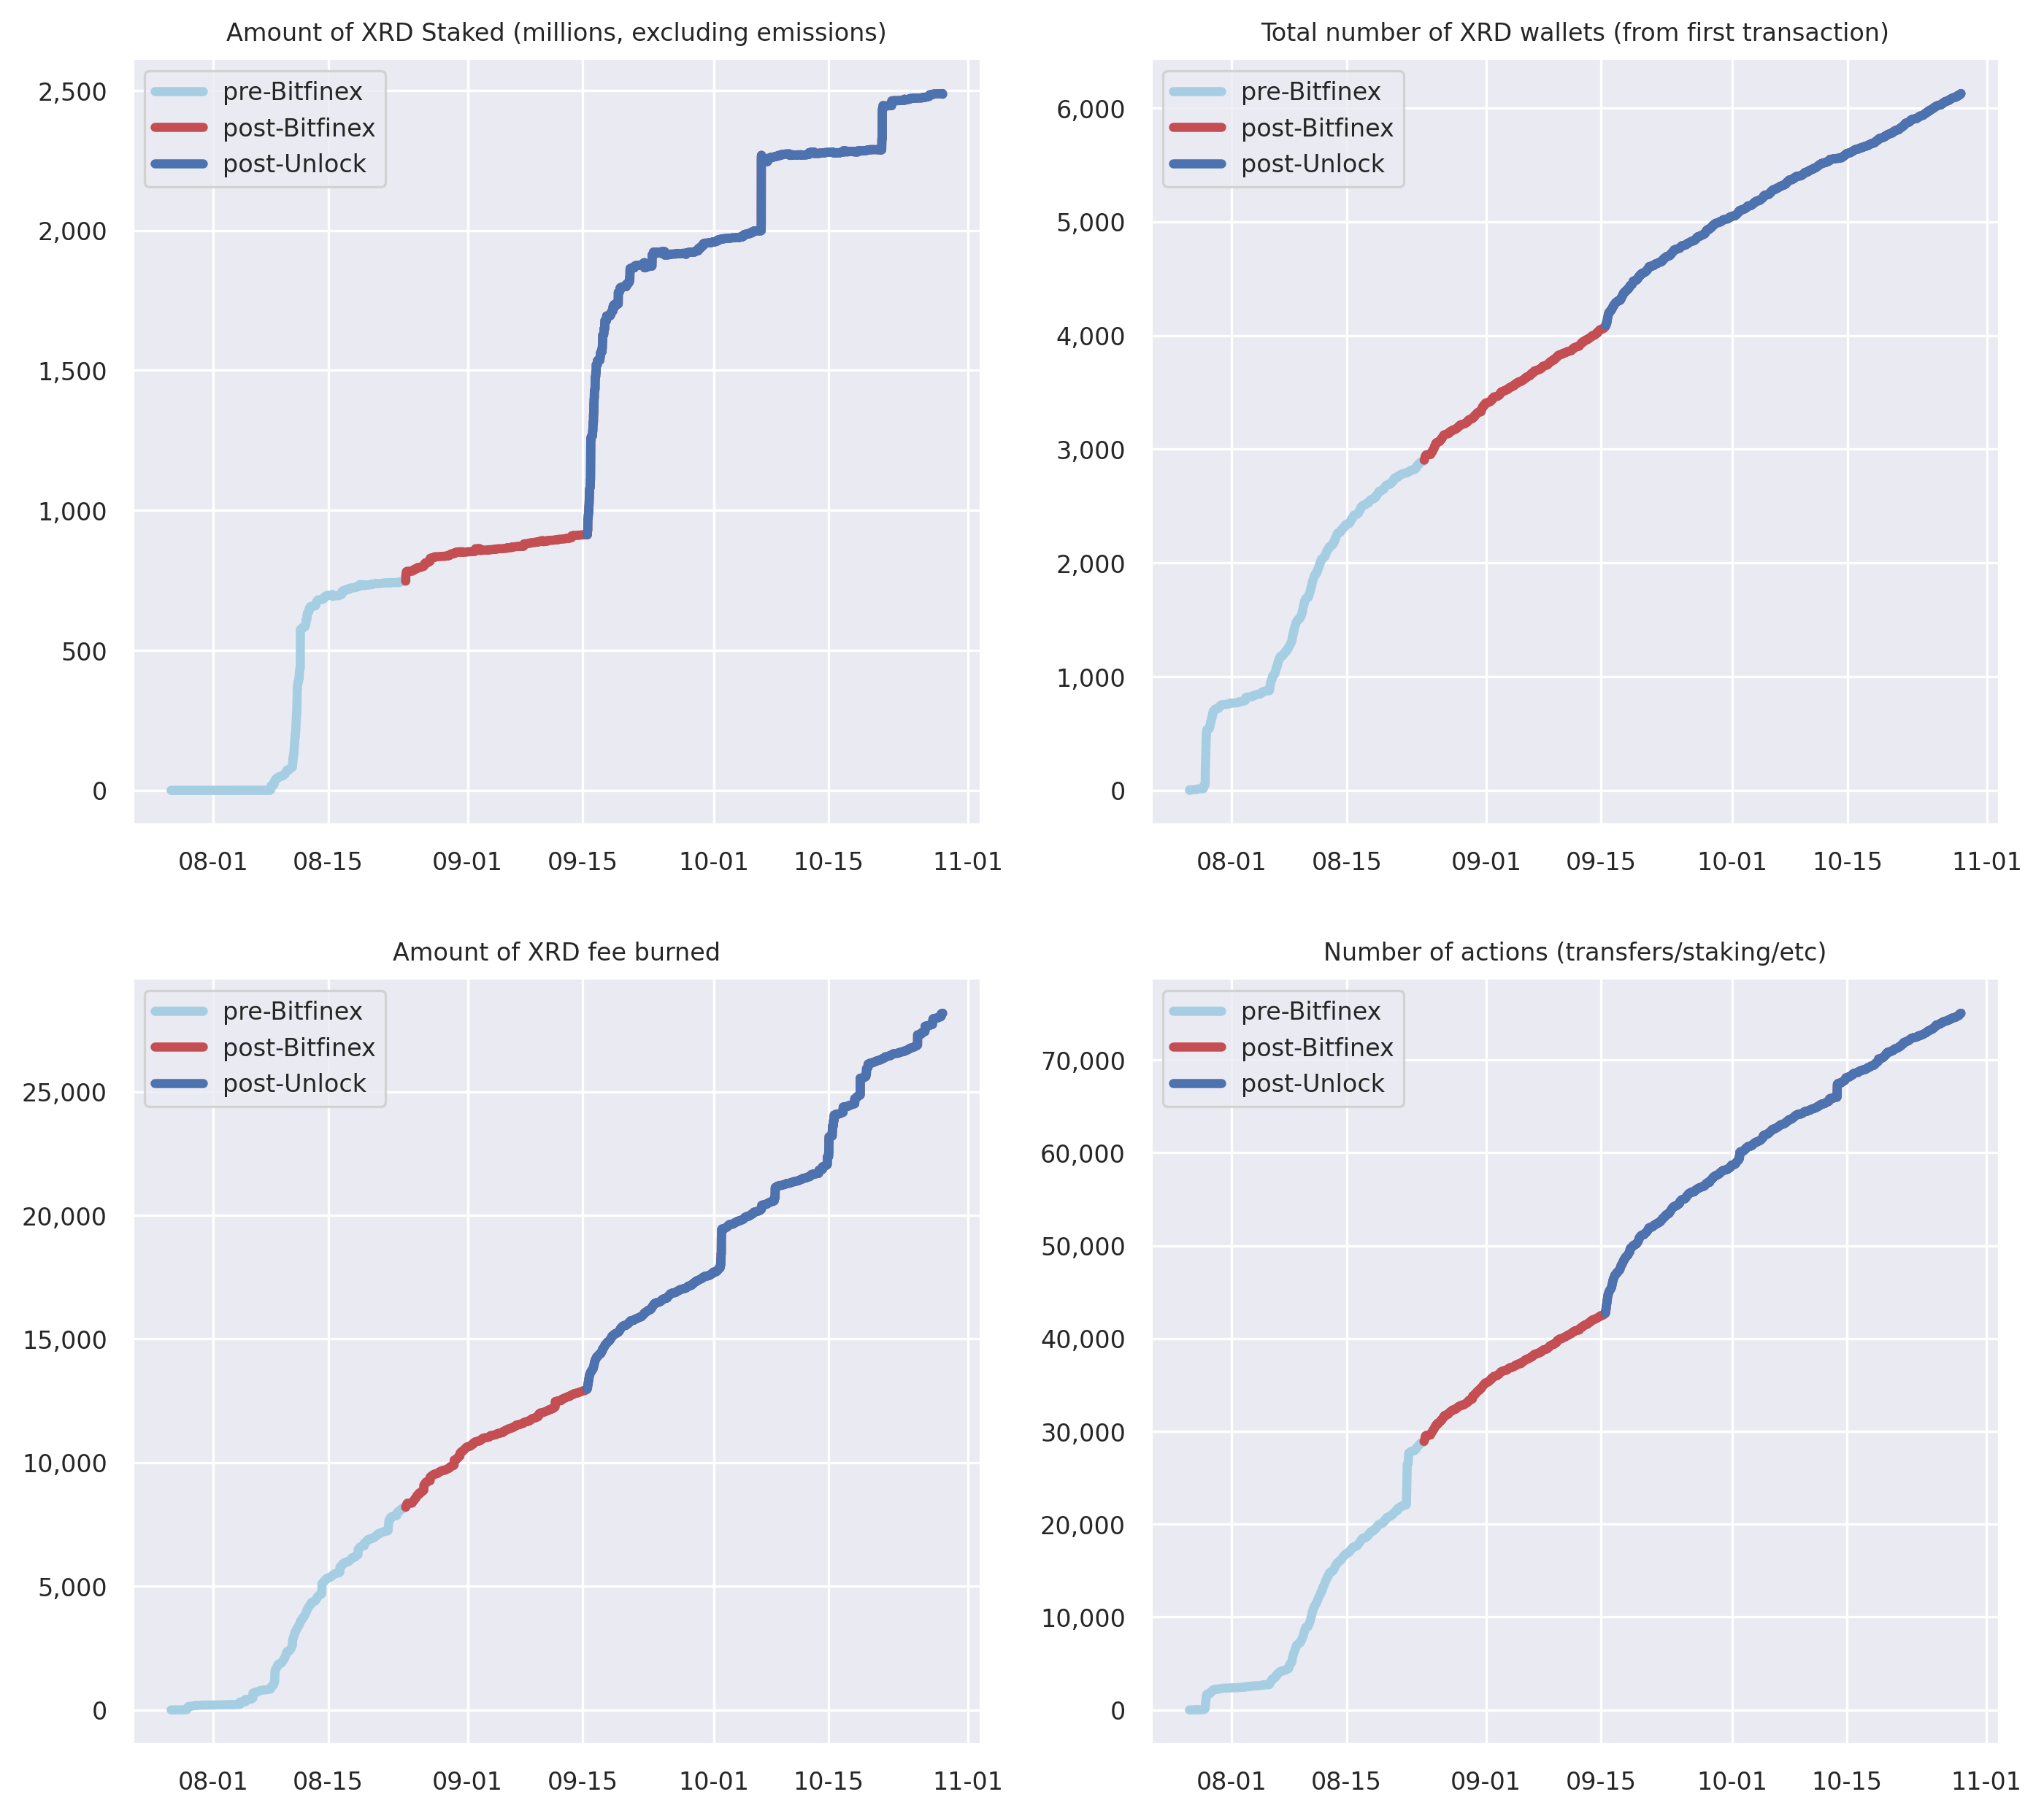 Amount of XRD Staked (millions, excluding emissions)
pre-Bitfinex
post-Bitfinex
post-Unlock
2,500
2,000
1,500
1,000
500
0
08-01 08-15 09-01 09-15 10-01 10-15 11-01
Total number of XRD wallets (from first transaction)
pre-Bitfinex
post-Bitfinex
post-Unlock
6,000
5,000
4,000
3,000
2,000
1,000
0
08-01 08-15 09-01 09-15 10-01 10-15 11-01
Amount of XRD fee burned
pre-Bitfinex
post-Bitfinex
post-Unlock
25,000
20,000
15,000
10,000
5,000
0
08-01 08-15 09-01 09-15 10-01 10-15 11-01
Number of actions (transfers/staking/etc)
pre-Bitfinex
post-Bitfinex
post-Unlock
70,000
60,000
50,000
40,000
30,000
20,000
10,000
0
08-01 08-15 09-01 09-15 10-01 10-15 11-01